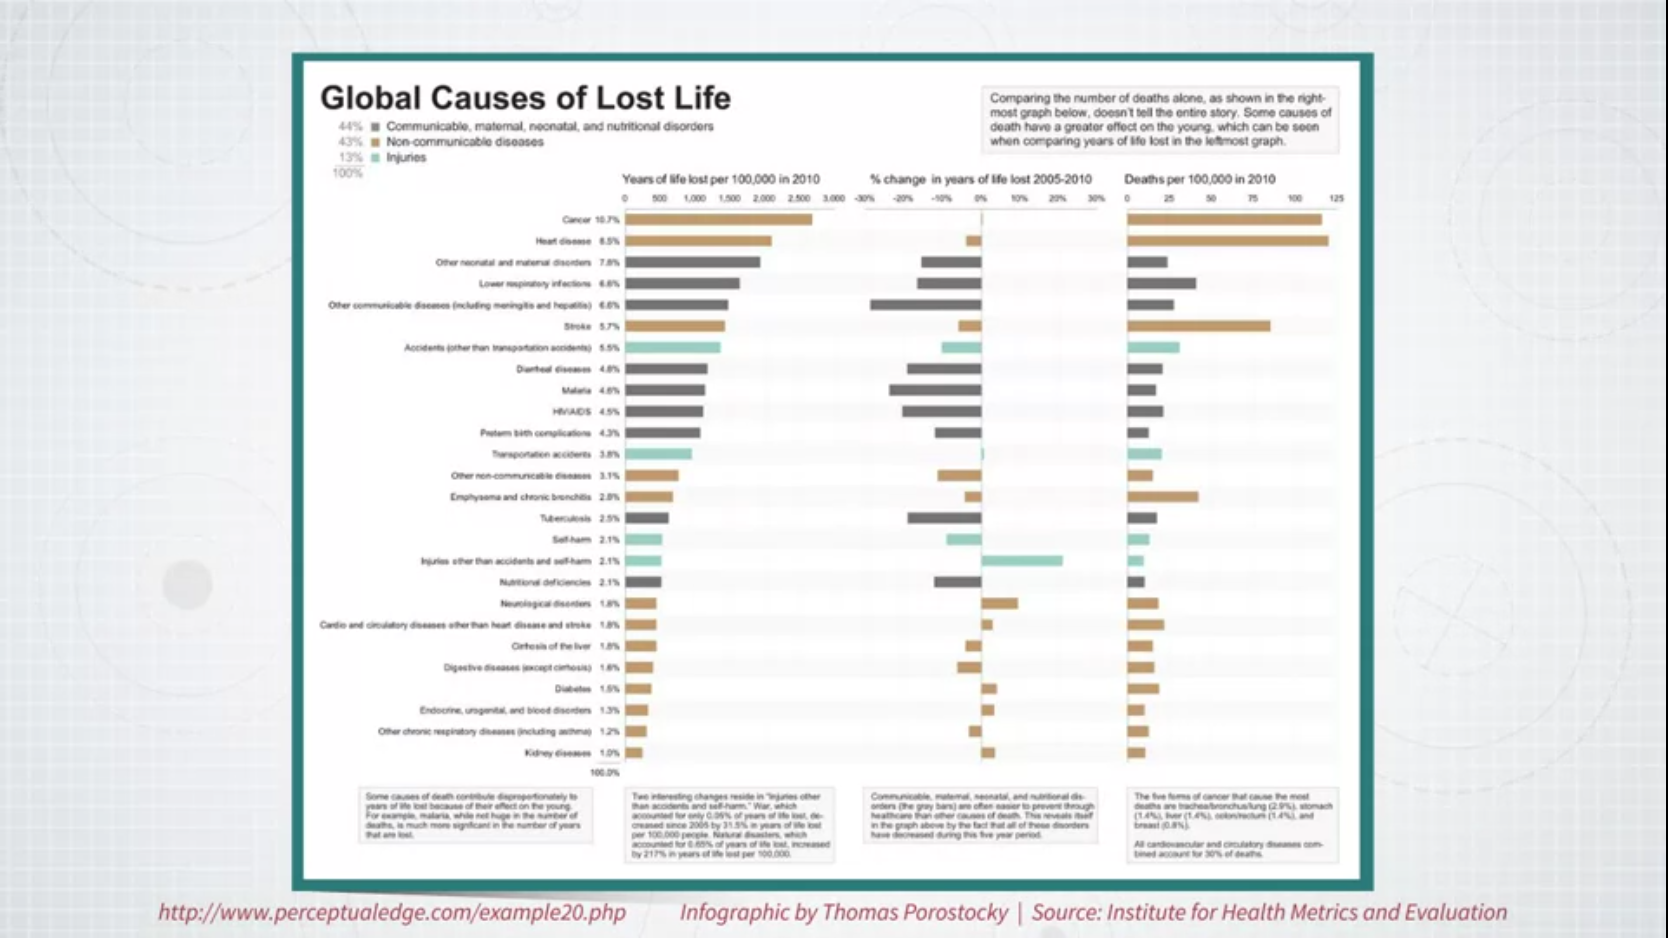 Global Causes of Lost Life
44% Communicable, maternal, neonatal, and nutritional disorders
43% Non-communicable diseases
13% Injuries
100%
Comparing the number of deaths alone, as shown in the right-
most graph below, doesn't tell the entire story. Some causes of
death have a greater effect on the young, which can be seen
when comparing years of life lost in the leftmost graph.
Years of life lost per 100,000 in 2010
0 500 1,000 1,500 2,000 2,500 3,000
% change in years of life lost 2005-2010
-30% -20% -10% 0% 10% 20% 30%
Deaths per 100,000 in 2010
0 25 50 75 100 125
Cancer 10.7%
Heart disease 8.5%
Other neonatal and maternal disorders 7.8%
Lower respiratory infections 6.6%
Other communicable diseases (including meningitis and hepatitis) 6.6%
Stroke 5.7%
Accidents (other than transportation accidents) 5.5%
Diarrheal diseases 4.8%
Malaria 4.6%
HIV/AIDS 4.5%
Preterm birth complications 4.3%
Transportation accidents 3.8%
Other non-communicable diseases 3.1%
Emphysema and chronic bronchitis 2.8%
Tuberculosis 2.5%
Self-harm 2.1%
Injuries other than accidents and self-harm 2.1%
Nutritional deficiencies 2.1%
Neurological disorders 1.8%
Cardio and circulatory diseases other than heart disease and stroke 1.8%
Cirrhosis of the liver 1.8%
Digestive diseases (except cirrhosis) 1.6%
Diabetes 1.5%
Endocrine, urogenital, and blood disorders 1.3%
Other chronic respiratory diseases (including asthma) 1.2%
Kidney diseases 1.0%
100.0%
Some causes of death contribute disproportionately to
years of life lost because of their effect on the young.
For example, malaria, while not huge in the number of
deaths, is much more significant in the number of years
that are lost.
Two interesting changes reside in "Injuries other
than accidents and self-harm." War, which
accounted for only 0.05% of years of life lost, de-
creased since 2005 by 31.5% in years of life lost
per 100,000 people. Natural disasters, which
accounted for 0.65% of years of life lost, increased
by 217% in years of life lost per 100,000.
Communicable, maternal, neonatal, and nutritional dis-
orders (the gray bars) are often easier to prevent through
healthcare than other causes of death. This reveals itself
in the graph above by the fact that all of these disorders
have decreased during this five year period.
The five forms of cancer that cause the most
deaths are trachea/bronchus/lung (2.9%), stomach
(1.4%), liver (1.4%), colon/rectum (1.4%), and
breast (0.8%).
All cardiovascular and circulatory diseases com-
bined account for 30% of deaths.
http://www.perceptualedge.com/example20.php
Infographic by Thomas Porostocky | Source: Institute for Health Metrics and Evaluation